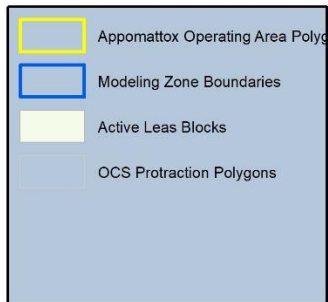 Appomattox Operating Area Polyg
Modeling Zone Boundaries
Active Leas Blocks
OCS Protraction Polygons